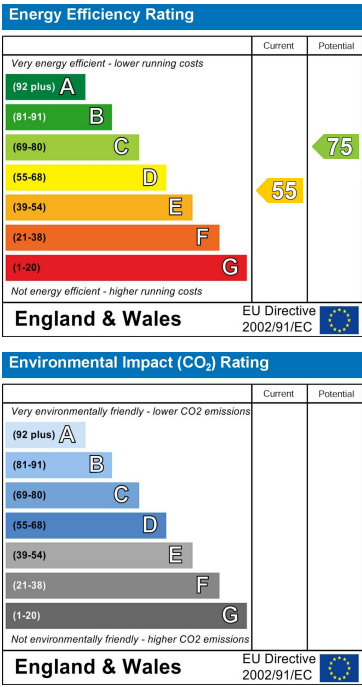 Energy Efficiency Rating
Current Potential
Very energy efficient - lower running costs
(92 plus) A
(81-91) B
(69-80) C
75
(55-68) D
55
(39-54) E
(21-38) F
(1-20) G
Not energy efficient - higher running costs
England & Wales
EU Directive
2002/91/EC
Environmental Impact (CO₂) Rating
Current Potential
Very environmentally friendly - lower CO2 emissions
(92 plus) A
(81-91) B
(69-80) C
(55-68) D
(39-54) E
(21-38) F
(1-20) G
Not environmentally friendly - higher CO2 emissions
England & Wales
EU Directive
2002/91/EC